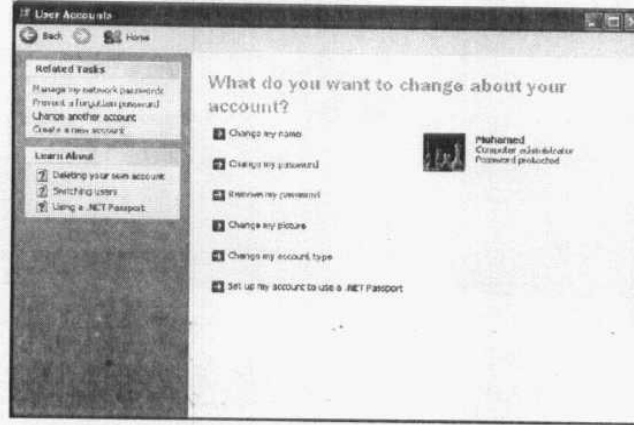 User Accounts
Back Home
Related Tasks
Manage my network passwords
Prevent a forgotten password
Change another account
Create a new account
Learn About
Deleting your own account
Switching users
Using a .NET Passport
What do you want to change about your
account?
Change my name
Change my password
Remove my password
Change my picture
Change my account type
Set up my account to use a .NET Passport
Mohamed
Computer administrator
Password protected